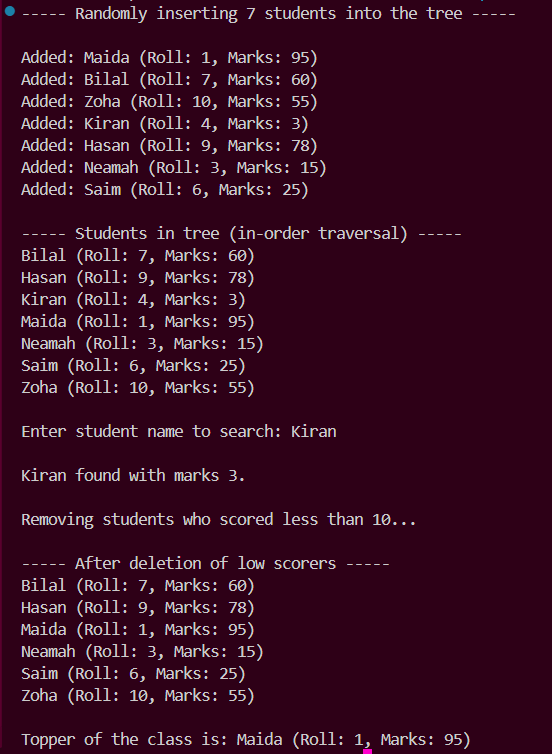 ----- Randomly inserting 7 students into the tree -----
Added: Maida (Roll: 1, Marks: 95)
Added: Bilal (Roll: 7, Marks: 60)
Added: Zoha (Roll: 10, Marks: 55)
Added: Kiran (Roll: 4, Marks: 3)
Added: Hasan (Roll: 9, Marks: 78)
Added: Neamah (Roll: 3, Marks: 15)
Added: Saim (Roll: 6, Marks: 25)
----- Students in tree (in-order traversal) -----
Bilal (Roll: 7, Marks: 60)
Hasan (Roll: 9, Marks: 78)
Kiran (Roll: 4, Marks: 3)
Maida (Roll: 1, Marks: 95)
Neamah (Roll: 3, Marks: 15)
Saim (Roll: 6, Marks: 25)
Zoha (Roll: 10, Marks: 55)
Enter student name to search: Kiran
Kiran found with marks 3.
Removing students who scored less than 10...
----- After deletion of low scorers -----
Bilal (Roll: 7, Marks: 60)
Hasan (Roll: 9, Marks: 78)
Maida (Roll: 1, Marks: 95)
Neamah (Roll: 3, Marks: 15)
Saim (Roll: 6, Marks: 25)
Zoha (Roll: 10, Marks: 55)
Topper of the class is: Maida (Roll: 1, Marks: 95)